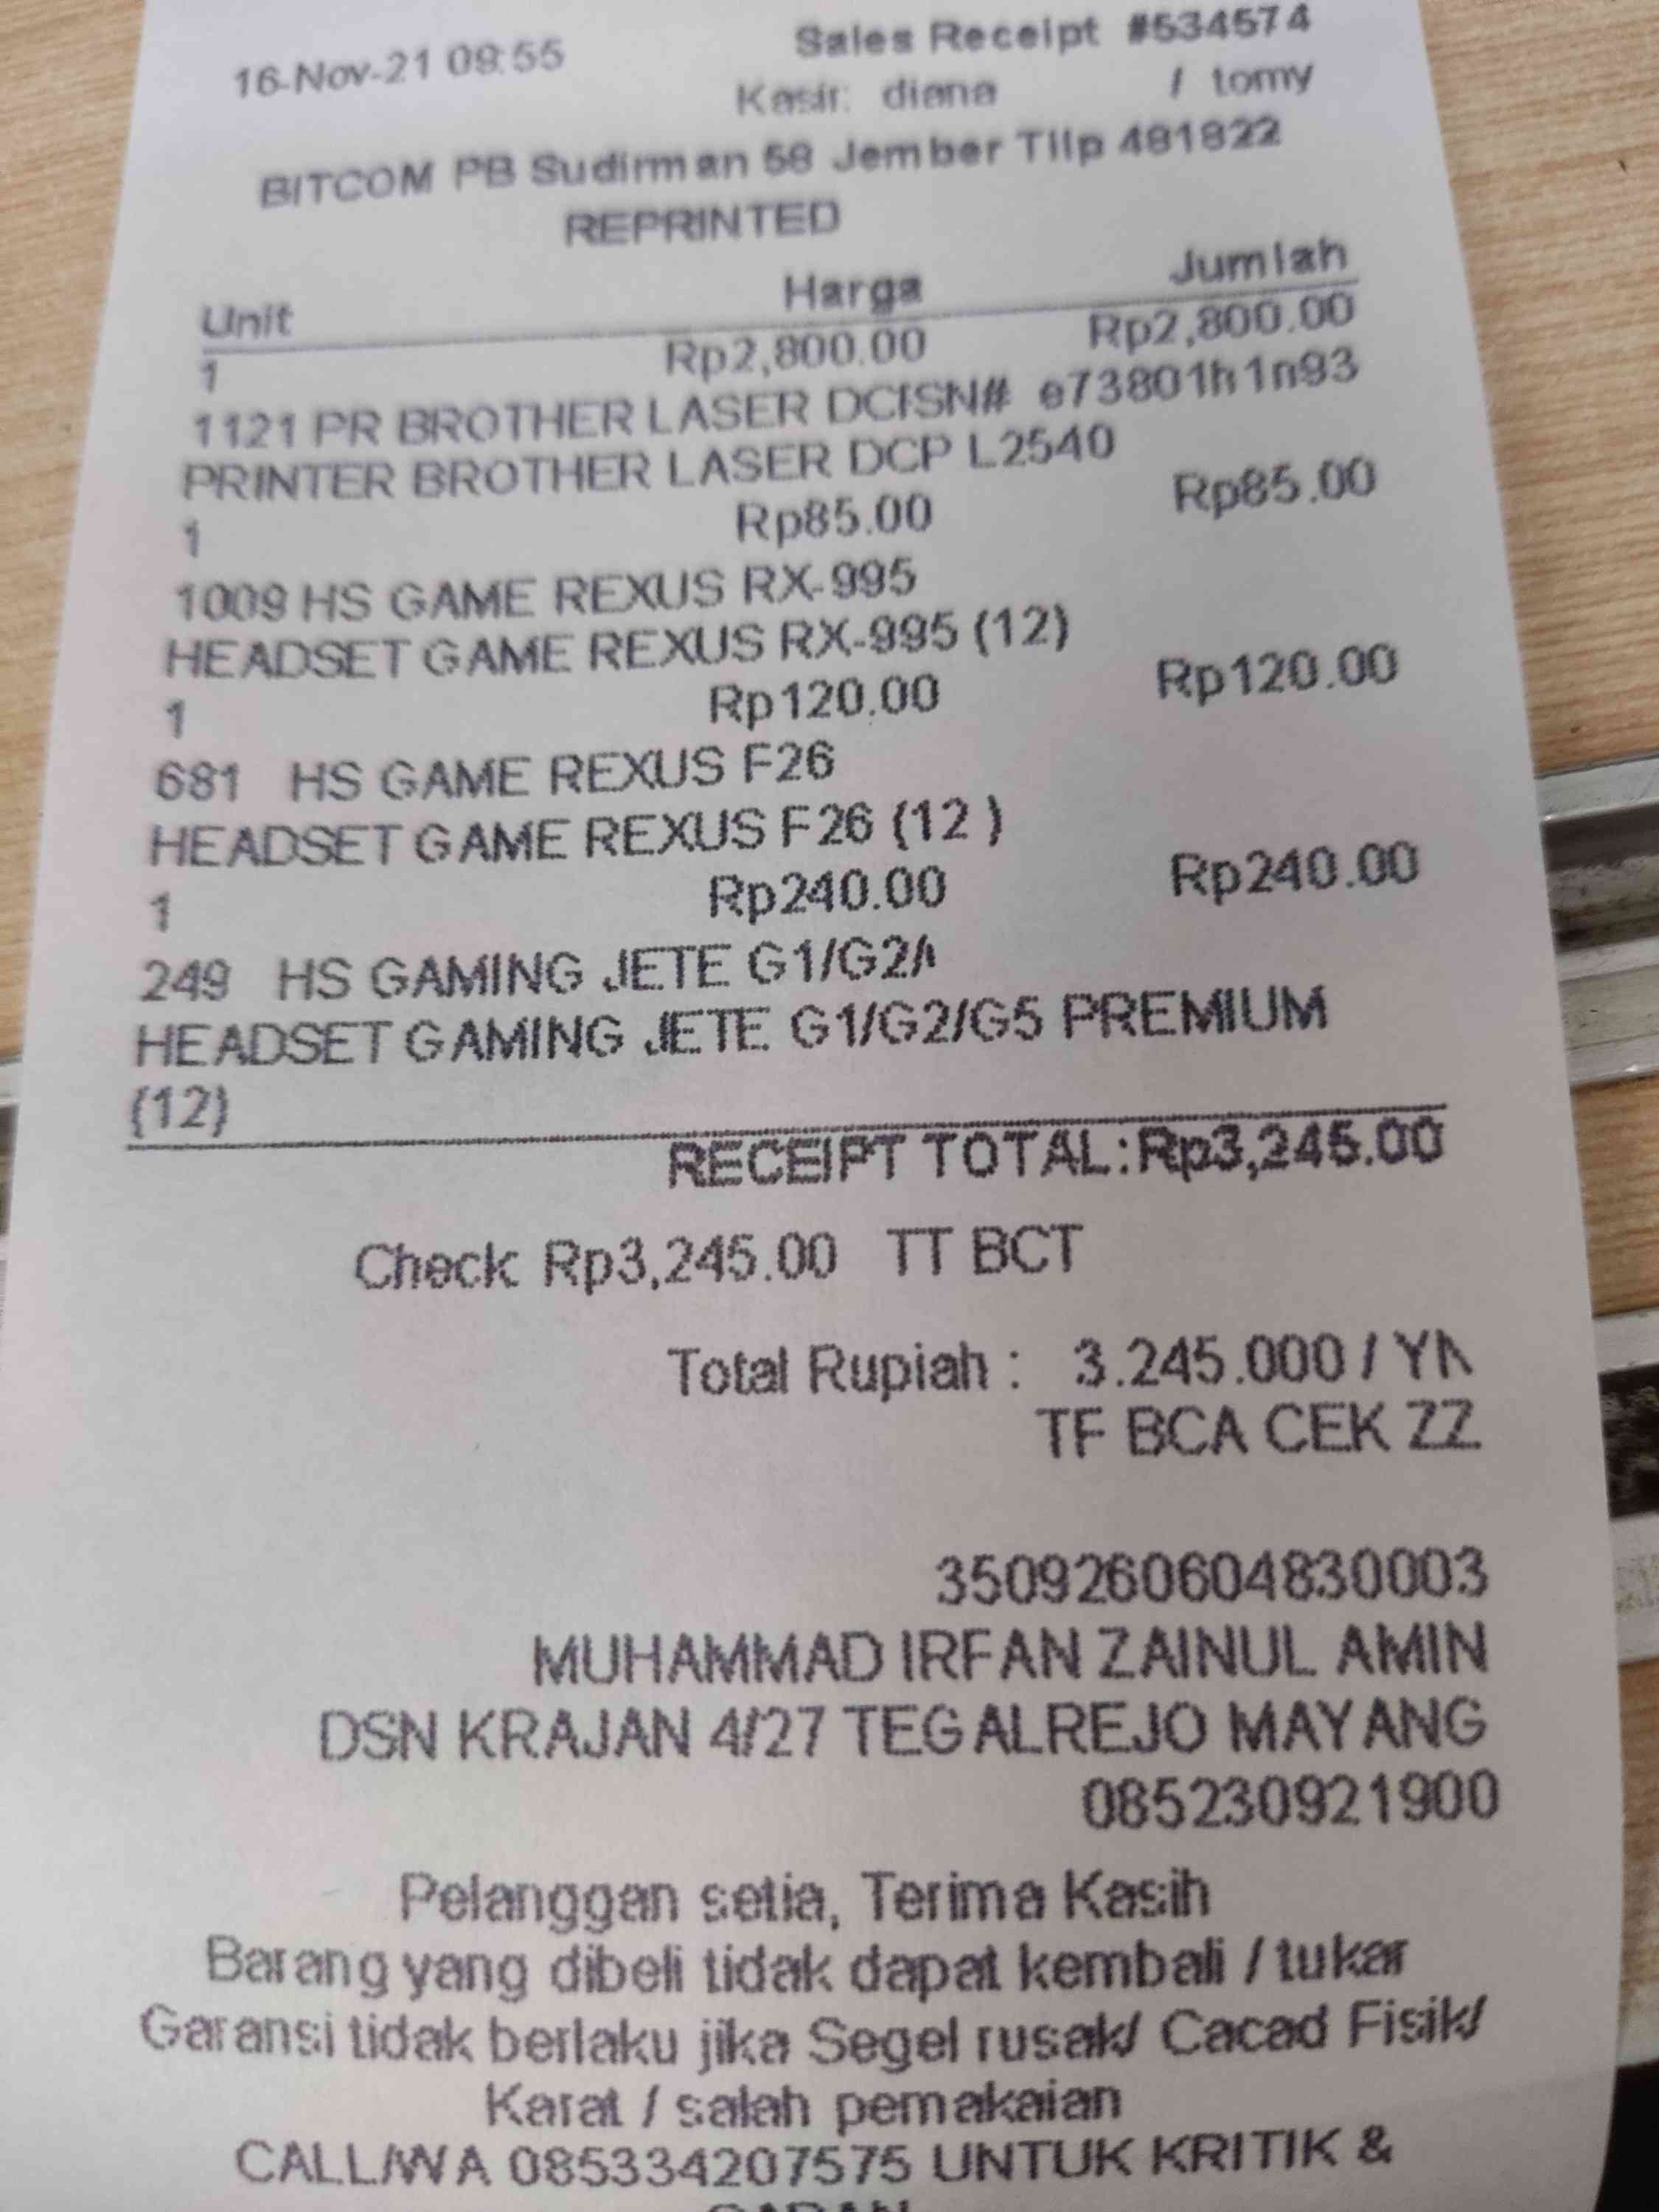 16-Nov-21 09:55 Sales Receipt #534574
Kasir: diana / tomy
BITCOM PB Sudirman 58 Jember Tllp 481822
REPRINTED
Unit Harga Jumlah
1 Rp2,800.00 Rp2,800.00
1121 PR BROTHER LASER DCISN# e73801h1n93
PRINTER BROTHER LASER DCP L2540
1 Rp85.00 Rp85.00
1009 HS GAME REXUS RX-995
HEADSET GAME REXUS RX-995 (12)
1 Rp120.00 Rp120.00
681 HS GAME REXUS F26
HEADSET GAME REXUS F26 (12 )
1 Rp240.00 Rp240.00
249 HS GAMING JETE G1/G2/
HEADSET GAMING JETE G1/G2/G5 PREMIUM
(12)
RECEIPT TOTAL: Rp3,245.00
Check Rp3,245.00 TT BCT
Total Rupiah : 3.245.000 /
TF BCA CEK ZZ
3509260604830003
MUHAMMAD IRFAN ZAINUL AMIN
DSN KRAJAN 4/27 TEGALREJO MAYANG
085230921900
Pelanggan setia, Terima Kasih
Barang yang dibeli tidak dapat kembali / tukar
Garansi tidak berlaku jika Segel rusak/ Cacad Fisik/
Karat / salah pemakaian
CALL/WA 085334207575 UNTUK KRITIK &